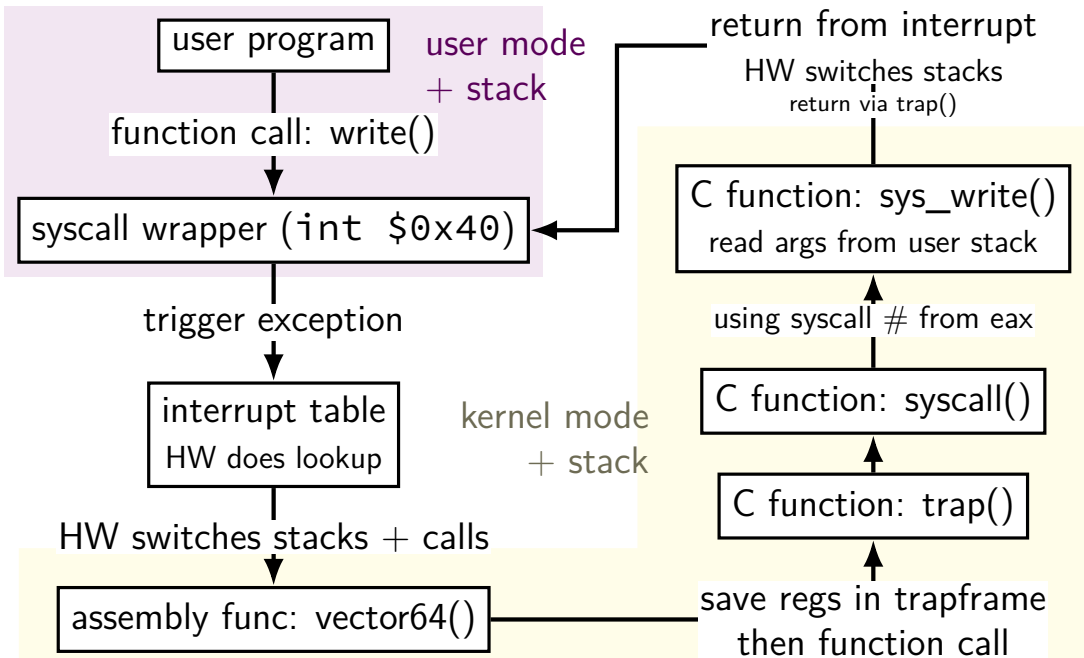 user program
user mode
+ stack
function call: write()
syscall wrapper (int $0x40)
trigger exception
interrupt table
HW does lookup
kernel mode
+ stack
HW switches stacks + calls
assembly func: vector64()
save regs in trapframe
then function call
C function: trap()
C function: syscall()
using syscall # from eax
C function: sys_write()
read args from user stack
return from interrupt
HW switches stacks
return via trap()